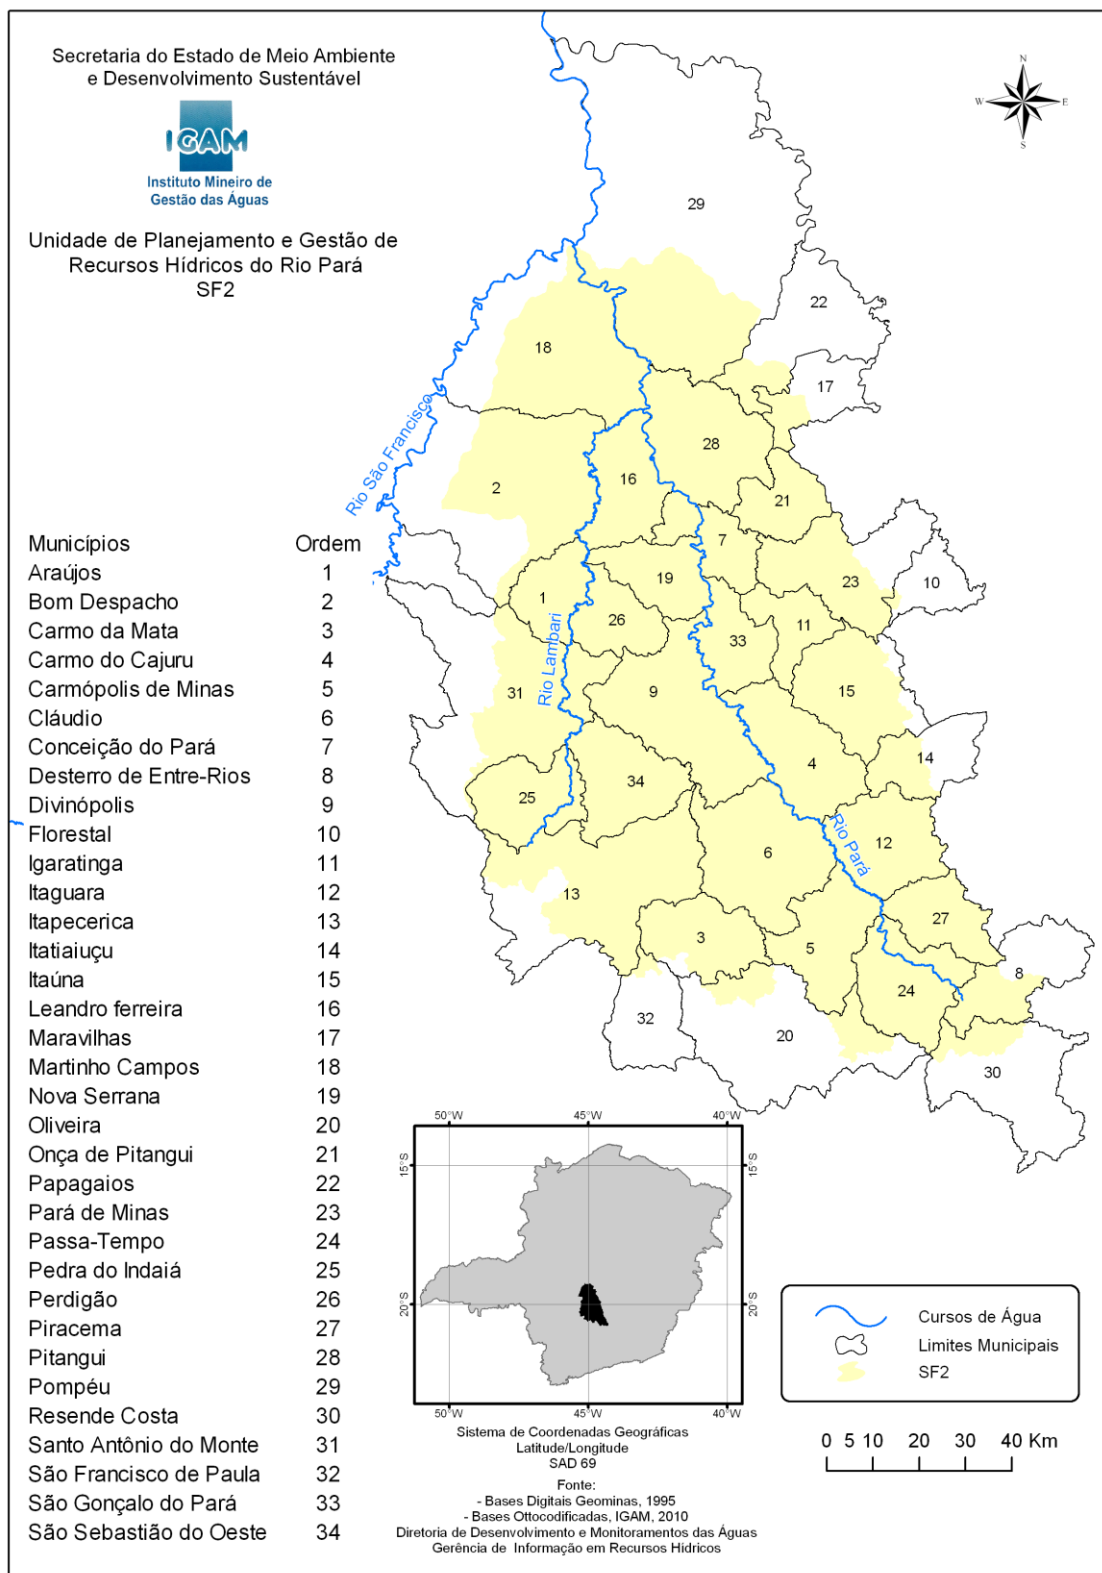 Secretaria do Estado de Meio Ambiente
e Desenvolvimento Sustentável
IGAM
Instituto Mineiro de
Gestão das Águas
Unidade de Planejamento e Gestão de
Recursos Hídricos do Rio Pará
SF2
N
W
E
S
29
22
18
17
Rio São Francisco
28
2
16
21
7
19
23
10
1
26
33
11
Rio Lambari
31
9
15
4
14
34
25
Rio Pará
12
6
13
27
3
5
8
24
32
20
30
Municípios Ordem
Araújos 1
Bom Despacho 2
Carmo da Mata 3
Carmo do Cajuru 4
Carmópolis de Minas 5
Cláudio 6
Conceição do Pará 7
Desterro de Entre-Rios 8
Divinópolis 9
Florestal 10
Igaratinga 11
Itaguara 12
Itapecerica 13
Itatiaiuçu 14
Itaúna 15
Leandro ferreira 16
Maravilhas 17
Martinho Campos 18
Nova Serrana 19
Oliveira 20
Onça de Pitangui 21
Papagaios 22
Pará de Minas 23
Passa-Tempo 24
Pedra do Indaiá 25
Perdigão 26
Piracema 27
Pitangui 28
Pompéu 29
Resende Costa 30
Santo Antônio do Monte 31
São Francisco de Paula 32
São Gonçalo do Pará 33
São Sebastião do Oeste 34
50°W 45°W 40°W
15°S 15°S
20°S 20°S
50°W 45°W 40°W
Sistema de Coordenadas Geográficas
Latitude/Longitude
SAD 69
Fonte:
- Bases Digitais Geominas, 1995
- Bases Ottocodificadas, IGAM, 2010
Diretoria de Desenvolvimento e Monitoramentos das Águas
Gerência de Informação em Recursos Hídricos
Cursos de Água
Limites Municipais
SF2
0 5 10 20 30 40 Km